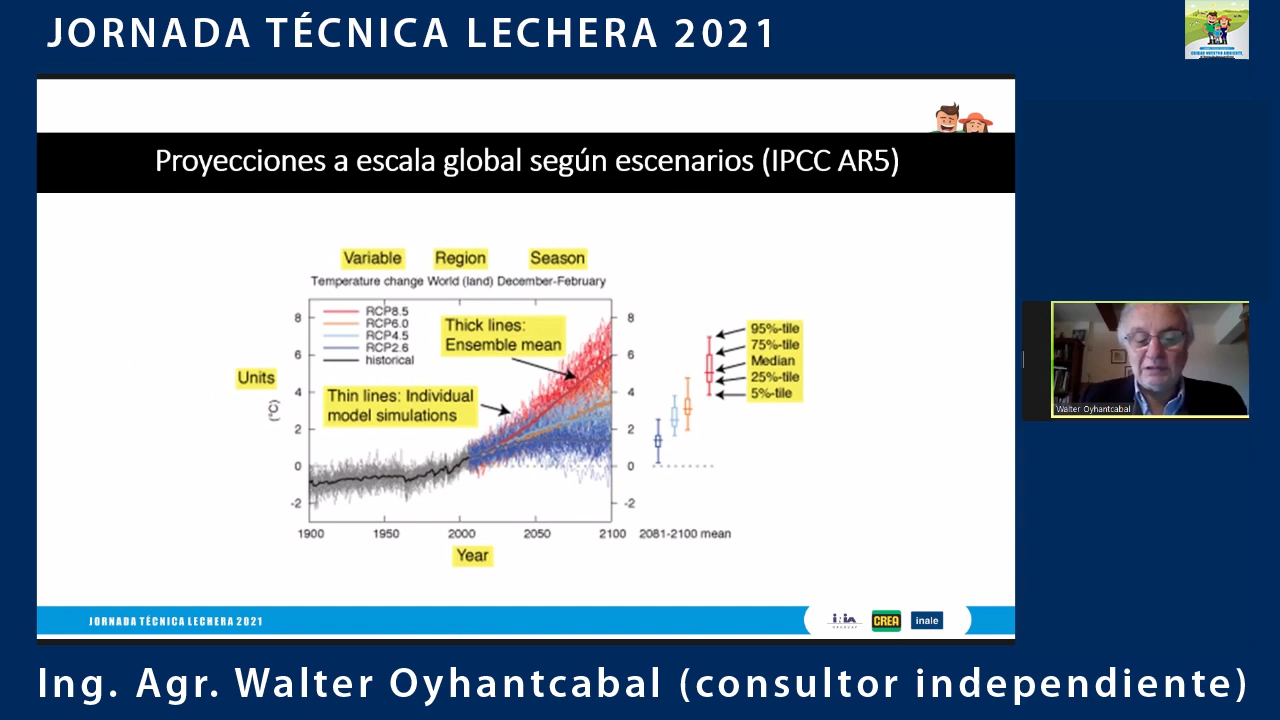 JORNADA TÉCNICA LECHERA 2021
Proyecciones a escala global según escenarios (IPCC AR5)
Variable Region Season
Temperature change World (land) December-February
RCP8.5
RCP6.0
RCP4.5
RCP2.6
historical
Thick lines:
Ensemble mean
Thin lines: Individual
model simulations
Units
(°C)
8
6
4
2
0
-2
8
6
4
2
0
-2
95%-tile
75%-tile
Median
25%-tile
5%-tile
1900 1950 2000 2050 2100 2081-2100 mean
Year
Walter Oyhantcabal
JORNADA TÉCNICA LECHERA 2021
INIA
URUGUAY
CREA
inale
Ing. Agr. Walter Oyhantcabal (consultor independiente)